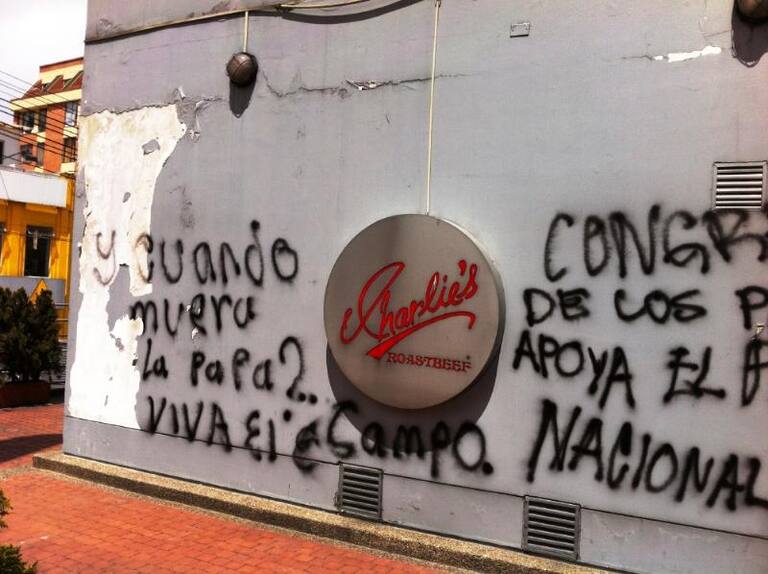 y cuando
muera
la papa?..
VIVA El campo.
Charlie's
ROASTBEEF
CONGR
DE LOS P
APOYA EL
NACIONAL